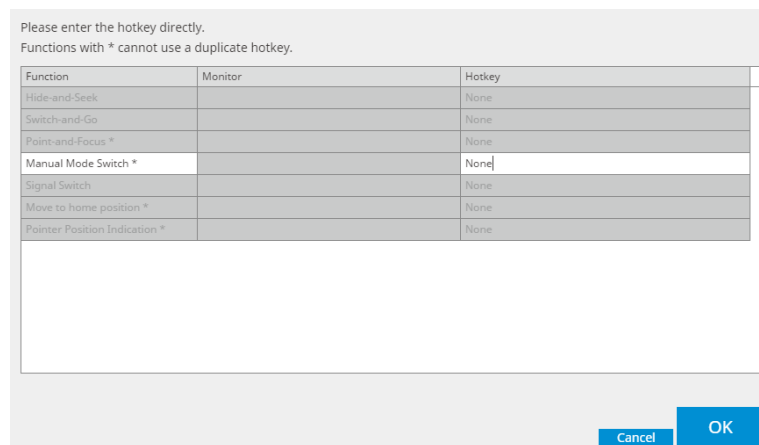 Please enter the hotkey directly.
Functions with * cannot use a duplicate hotkey.
Function Monitor Hotkey
Hide-and-Seek None
Switch-and-Go None
Point-and-Focus * None
Manual Mode Switch * None
Signal Switch None
Move to home position * None
Pointer Position Indication * None
Cancel OK